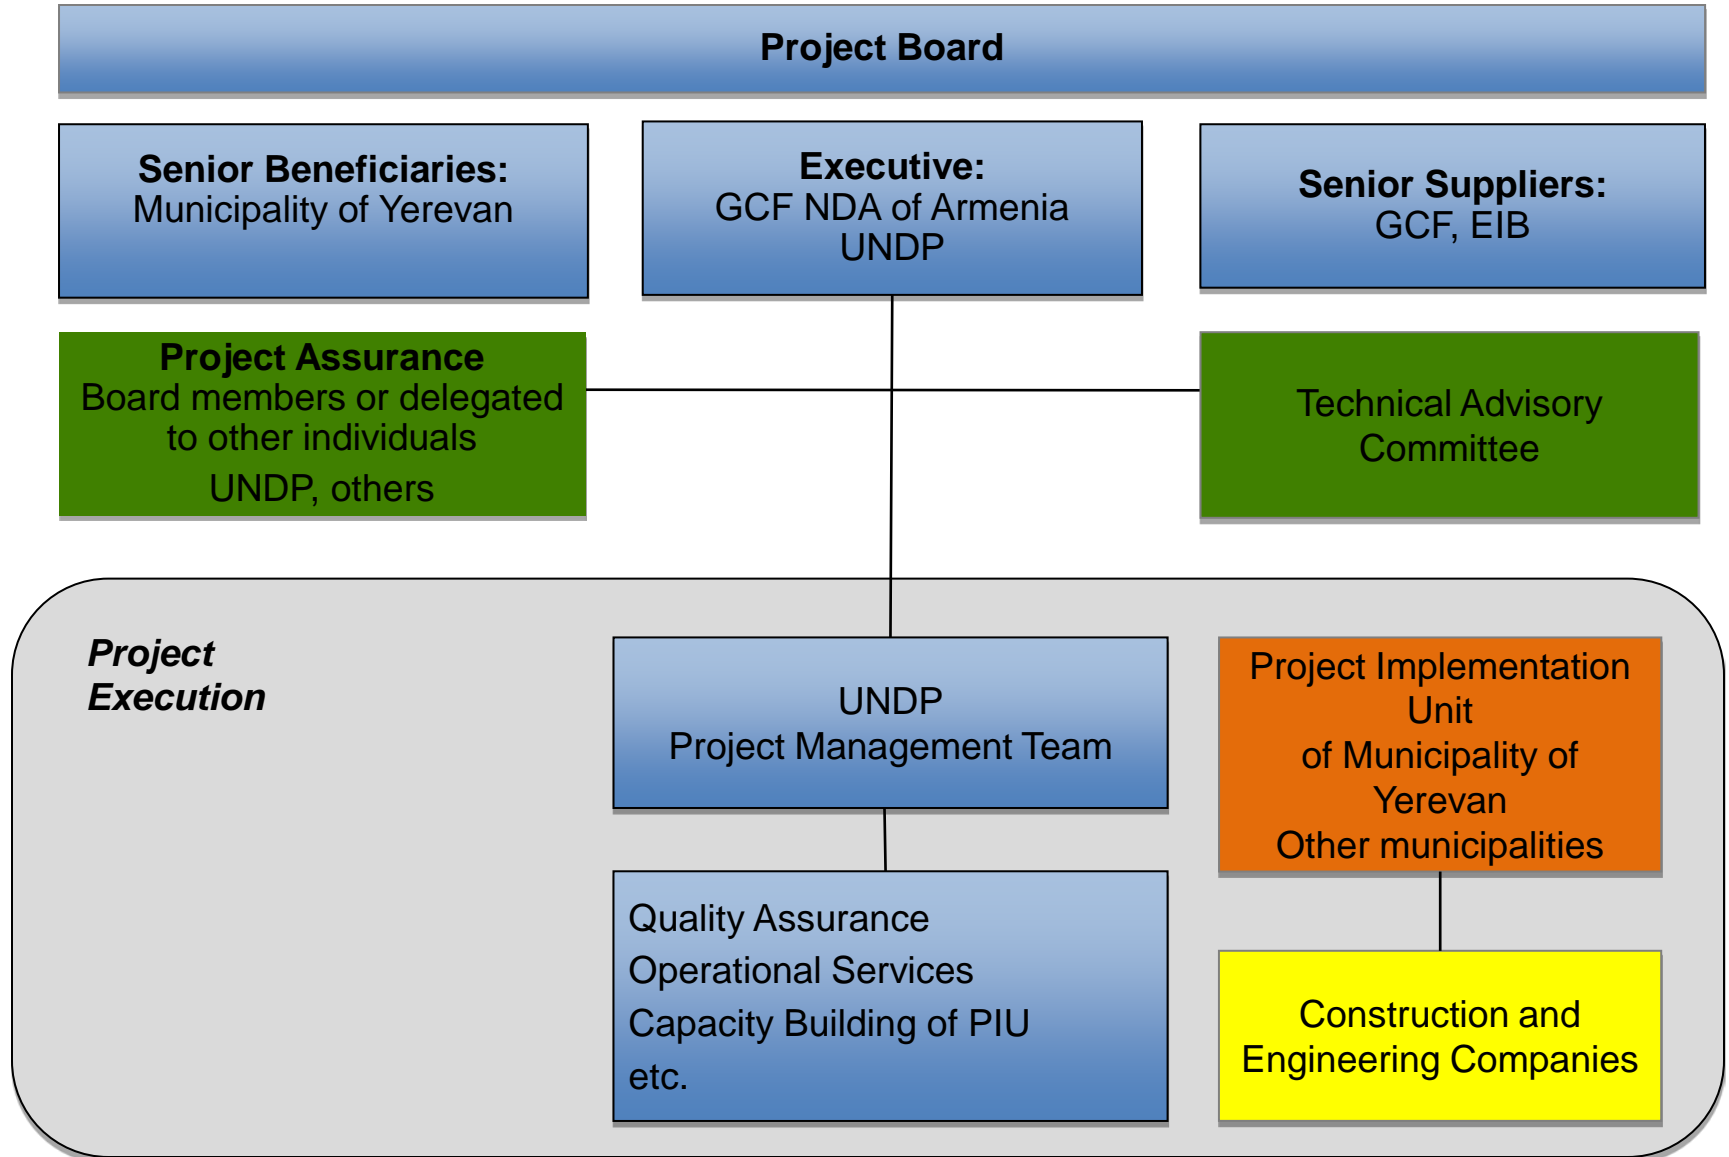 Project Board
Senior Beneficiaries:
Municipality of Yerevan
Executive:
GCF NDA of Armenia
UNDP
Senior Suppliers:
GCF, EIB
Project Assurance
Board members or delegated
to other individuals
UNDP, others
Technical Advisory
Committee
Project
Execution
UNDP
Project Management Team
Project Implementation
Unit
of Municipality of
Yerevan
Other municipalities
Quality Assurance
Operational Services
Capacity Building of PIU
etc.
Construction and
Engineering Companies